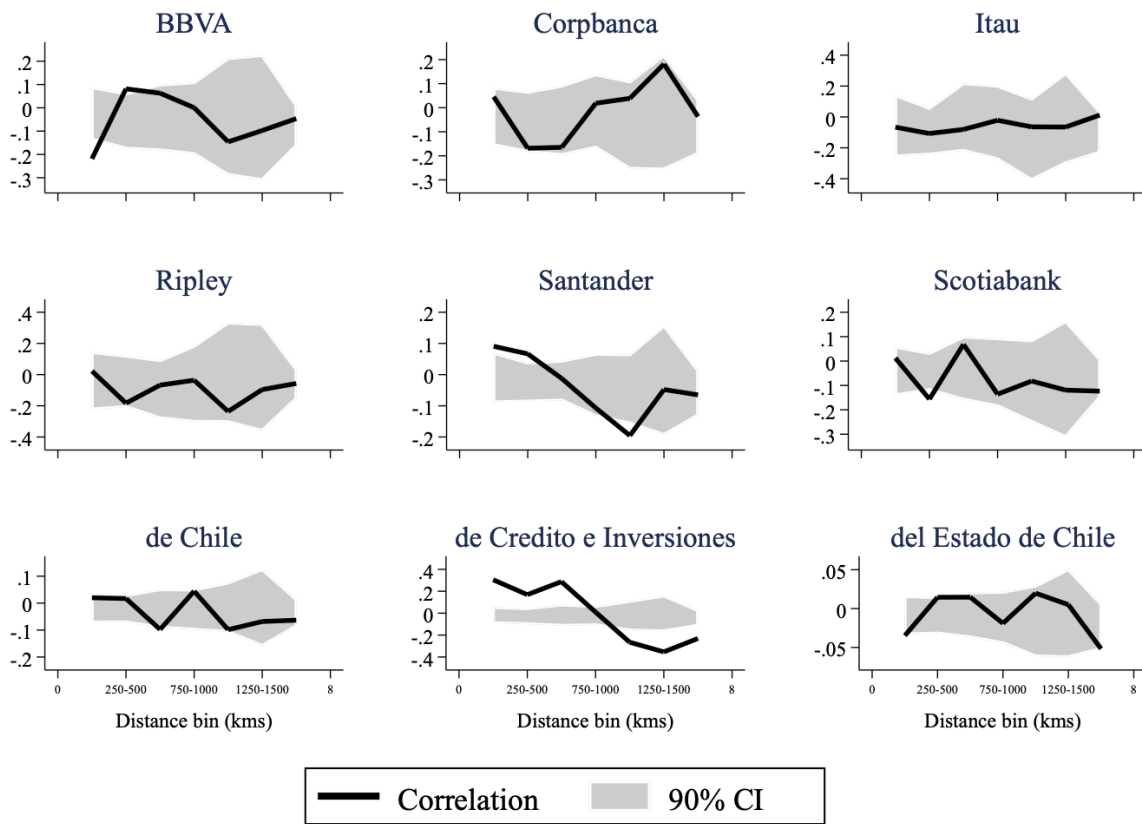 BBVA
.2
.1
0
-.1
-.2
-.3
Corpbanca
.2
.1
0
-.1
-.2
-.3
Itau
.4
.2
0
-.2
-.4
Ripley
.4
.2
0
-.2
-.4
Santander
.2
.1
0
-.1
-.2
Scotiabank
.2
.1
0
-.1
-.2
-.3
de Chile
.1
0
-.1
-.2
0 250-500 750-1000 1250-1500 8
Distance bin (kms)
de Credito e Inversiones
.4
.2
0
-.2
-.4
0 250-500 750-1000 1250-1500 8
Distance bin (kms)
del Estado de Chile
.05
0
-.05
0 250-500 750-1000 1250-1500 8
Distance bin (kms)
Correlation 90% CI